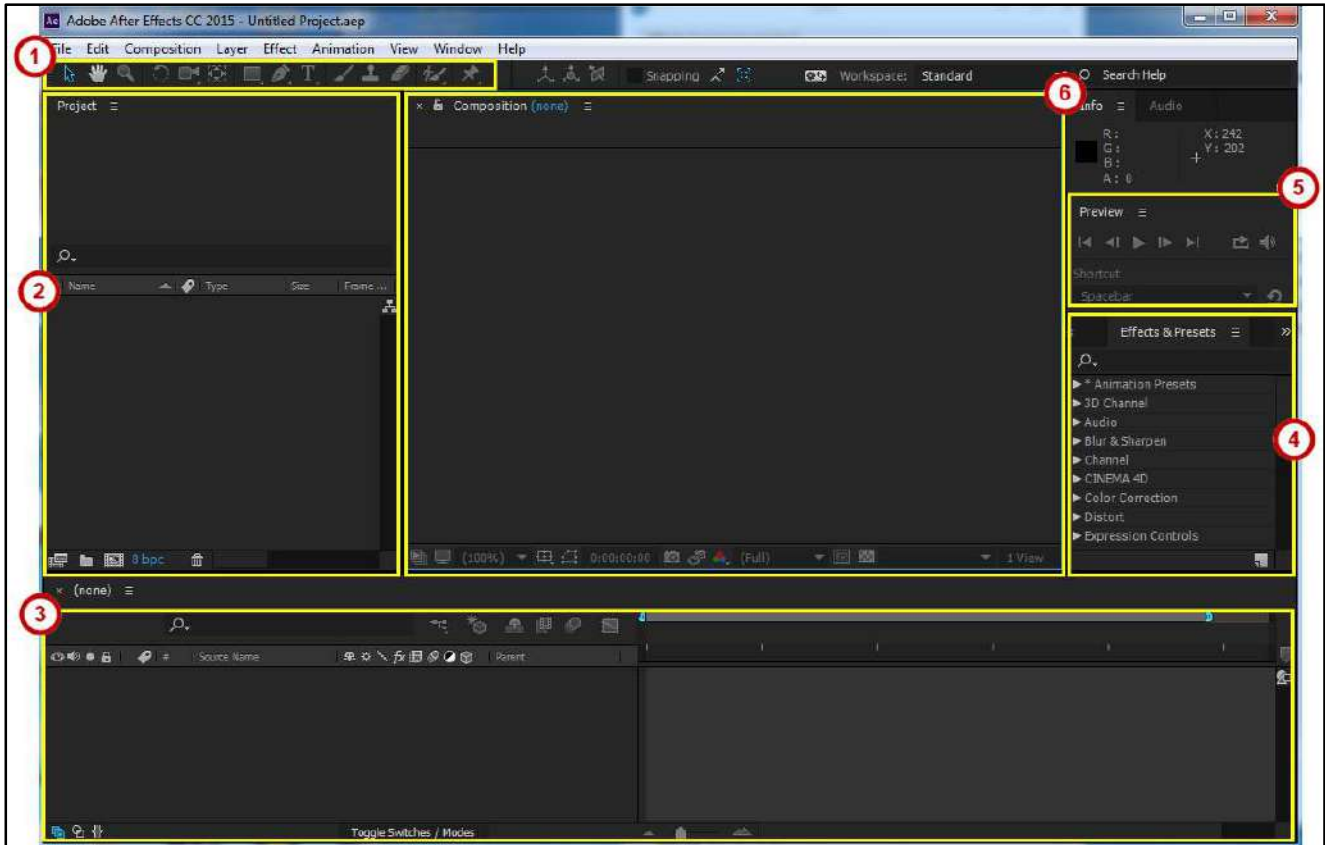 Adobe After Effects CC 2015 - Untitled Project.aep
File Edit Composition Layer Effect Animation View Window Help
1
Snapping Workspace: Standard Search Help
6
Project
Composition (none)
Info Audio
R: X: 242
G: Y: 202
B:
A: 0
5
Preview
Shortcut
Spacebar
2
Name Type Size Frame ...
Effects & Presets
* Animation Presets
3D Channel
Audio
Blur & Sharpen
4
Channel
CINEMA 4D
Color Correction
Distort
Expression Controls
8 bpc
(100%) 0:00:00:00 (Full) 1 View
(none)
3
# Source Name Parent
Toggle Switches / Modes